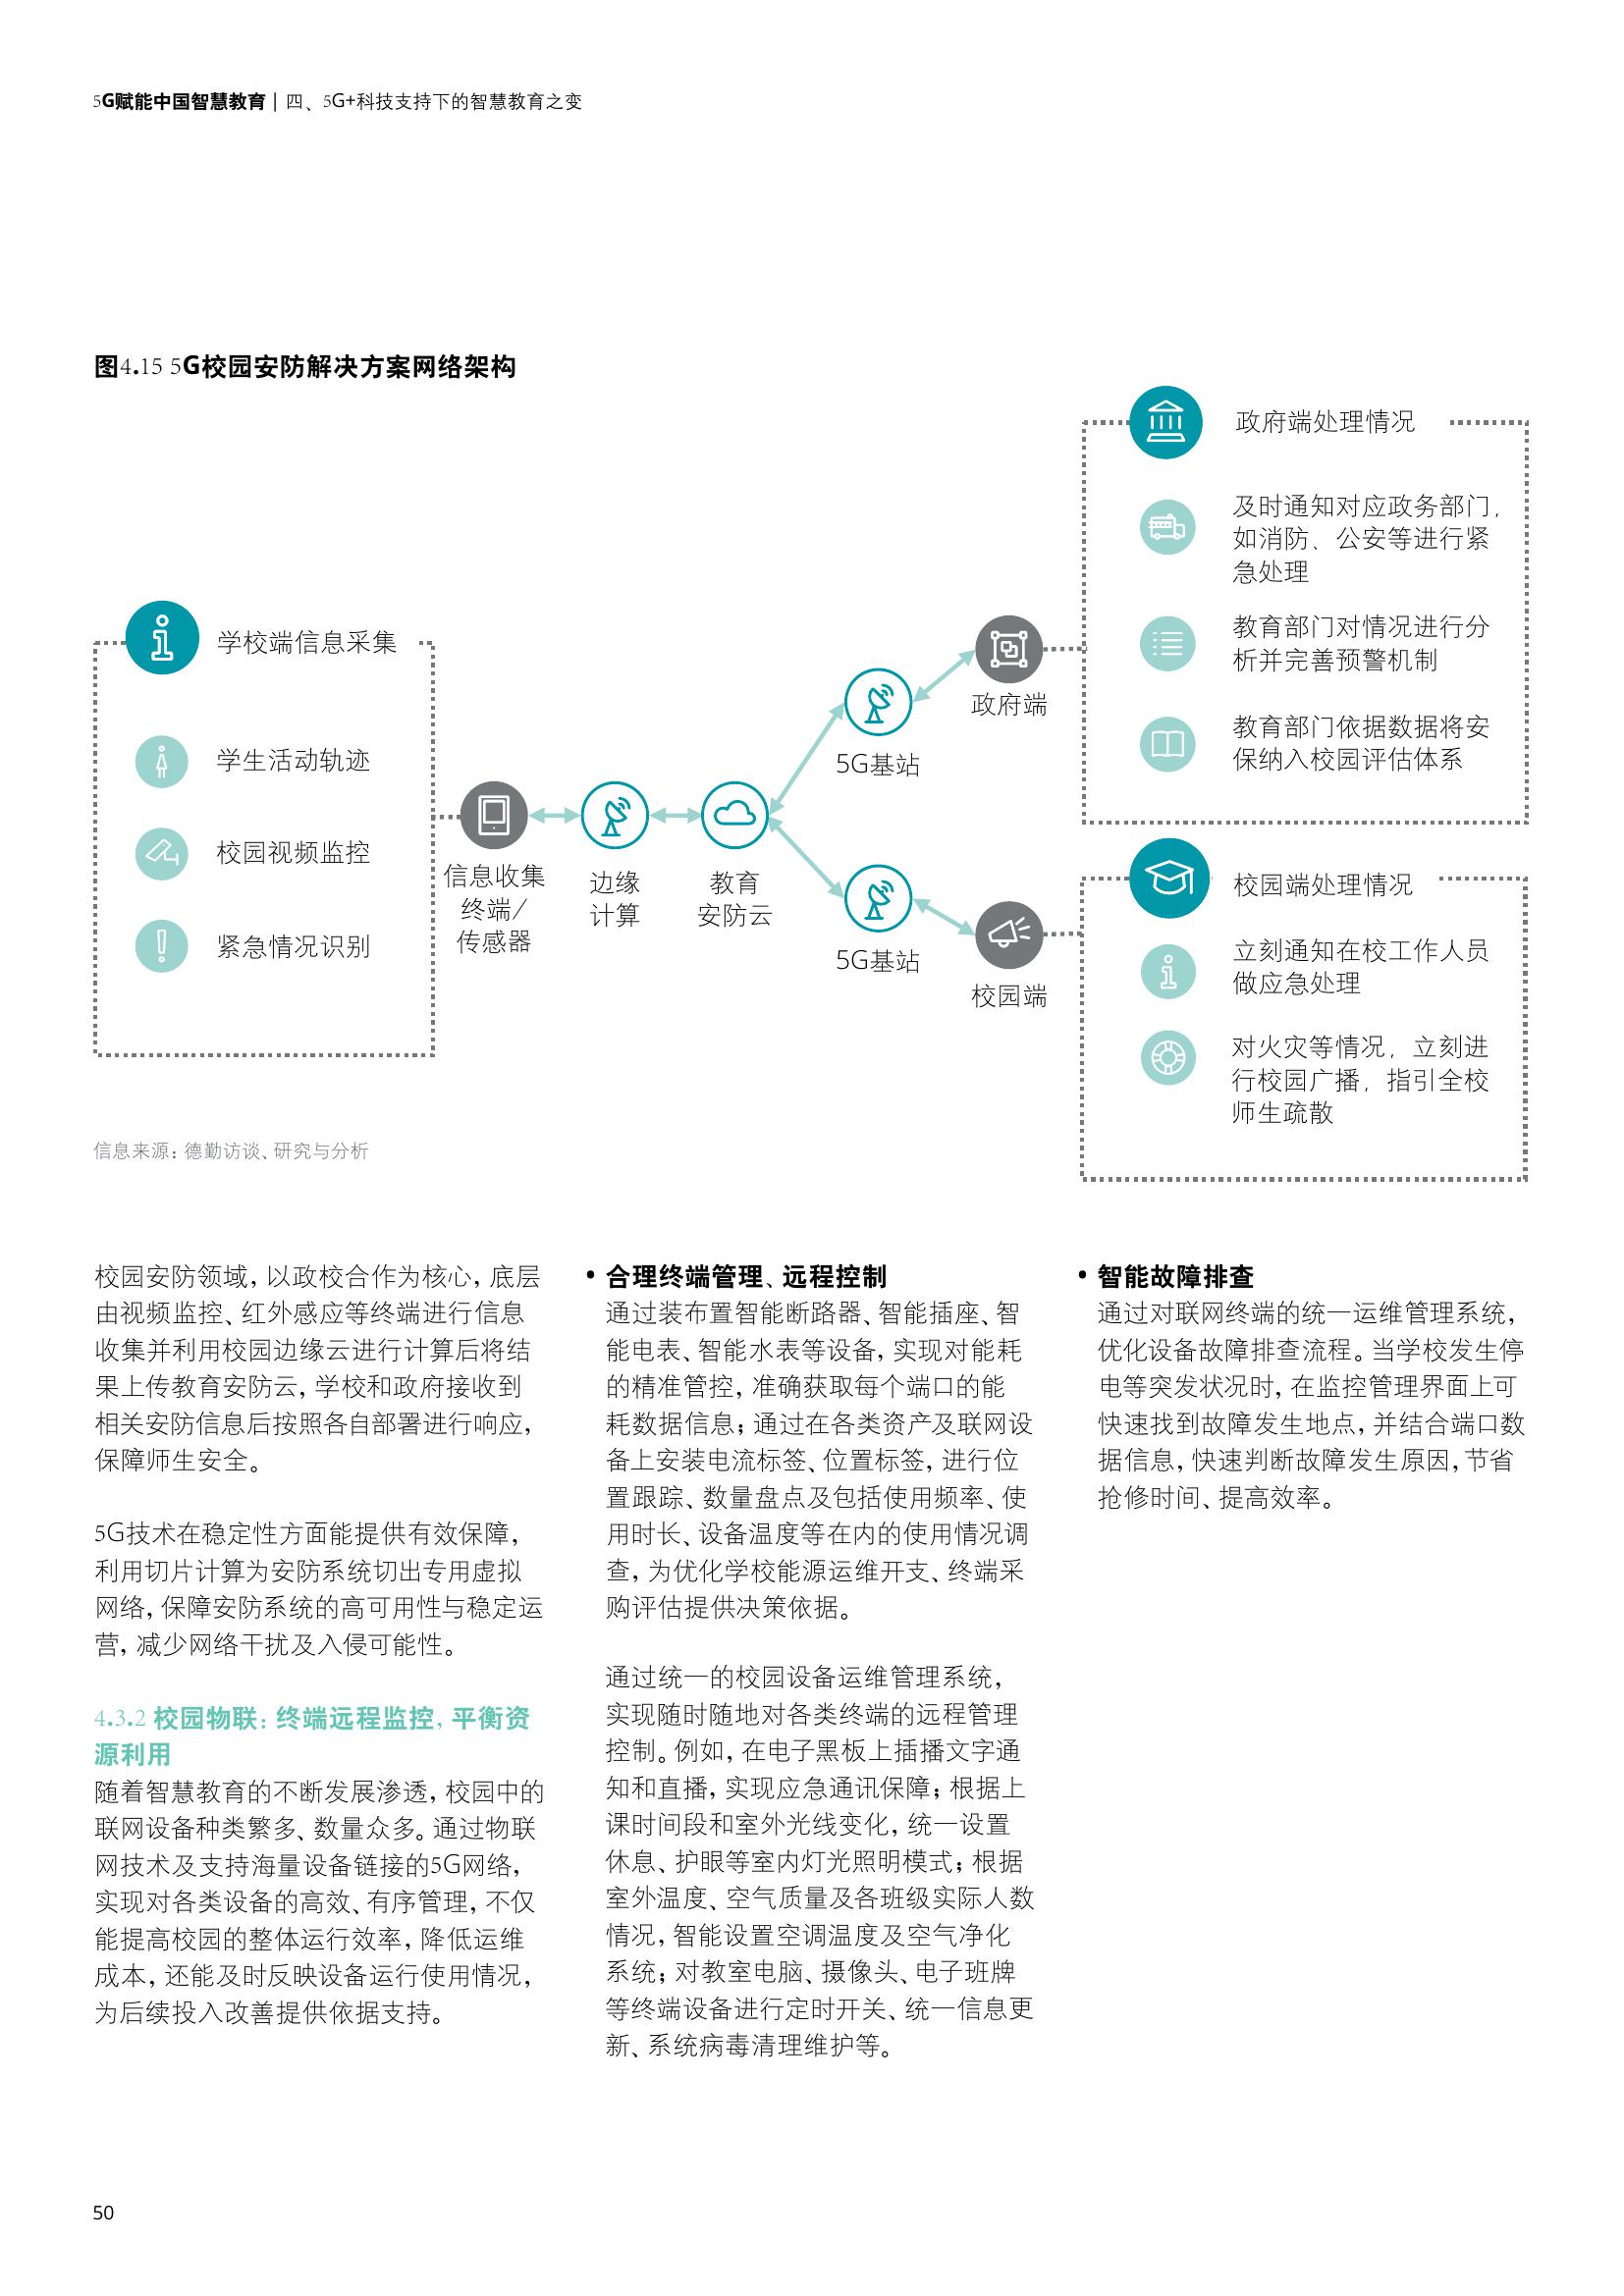 5G赋能中国智慧教育 | 四、5G+科技支持下的智慧教育之变
图4.15 5G校园安防解决方案网络架构
学校端信息采集
学生活动轨迹
校园视频监控
紧急情况识别
信息收集
终端/
传感器
边缘
计算
教育
安防云
5G基站
5G基站
政府端
校园端
政府端处理情况
及时通知对应政务部门,
如消防、公安等进行紧
急处理
教育部门对情况进行分
析并完善预警机制
教育部门依据数据将安
保纳入校园评估体系
校园端处理情况
立刻通知在校工作人员
做应急处理
对火灾等情况, 立刻进
行校园广播, 指引全校
师生疏散
信息来源：德勤访谈、研究与分析
校园安防领域，以政校合作为核心，底层
由视频监控、红外感应等终端进行信息
收集并利用校园边缘云进行计算后将结
果上传教育安防云，学校和政府接收到
相关安防信息后按照各自部署进行响应，
保障师生安全。
5G技术在稳定性方面能提供有效保障，
利用切片计算为安防系统切出专用虚拟
网络，保障安防系统的高可用性与稳定运
营，减少网络干扰及入侵可能性。
4.3.2 校园物联：终端远程监控，平衡资
源利用
随着智慧教育的不断发展渗透，校园中的
联网设备种类繁多、数量众多。通过物联
网技术及支持海量设备链接的5G网络，
实现对各类设备的高效、有序管理，不仅
能提高校园的整体运行效率，降低运维
成本，还能及时反映设备运行使用情况，
为后续投入改善提供依据支持。
• 合理终端管理、远程控制
通过装布置智能断路器、智能插座、智
能电表、智能水表等设备，实现对能耗
的精准管控，准确获取每个端口的能
耗数据信息；通过在各类资产及联网设
备上安装电流标签、位置标签，进行位
置跟踪、数量盘点及包括使用频率、使
用时长、设备温度等在内的使用情况调
查，为优化学校能源运维开支、终端采
购评估提供决策依据。
通过统一的校园设备运维管理系统，
实现随时随地对各类终端的远程管理
控制。例如，在电子黑板上插播文字通
知和直播，实现应急通讯保障；根据上
课时间段和室外光线变化，统一设置
休息、护眼等室内灯光照明模式；根据
室外温度、空气质量及各班级实际人数
情况，智能设置空调温度及空气净化
系统；对教室电脑、摄像头、电子班牌
等终端设备进行定时开关、统一信息更
新、系统病毒清理维护等。
• 智能故障排查
通过对联网终端的统一运维管理系统，
优化设备故障排查流程。当学校发生停
电等突发状况时，在监控管理界面上可
快速找到故障发生地点，并结合端口数
据信息，快速判断故障发生原因，节省
抢修时间、提高效率。
50